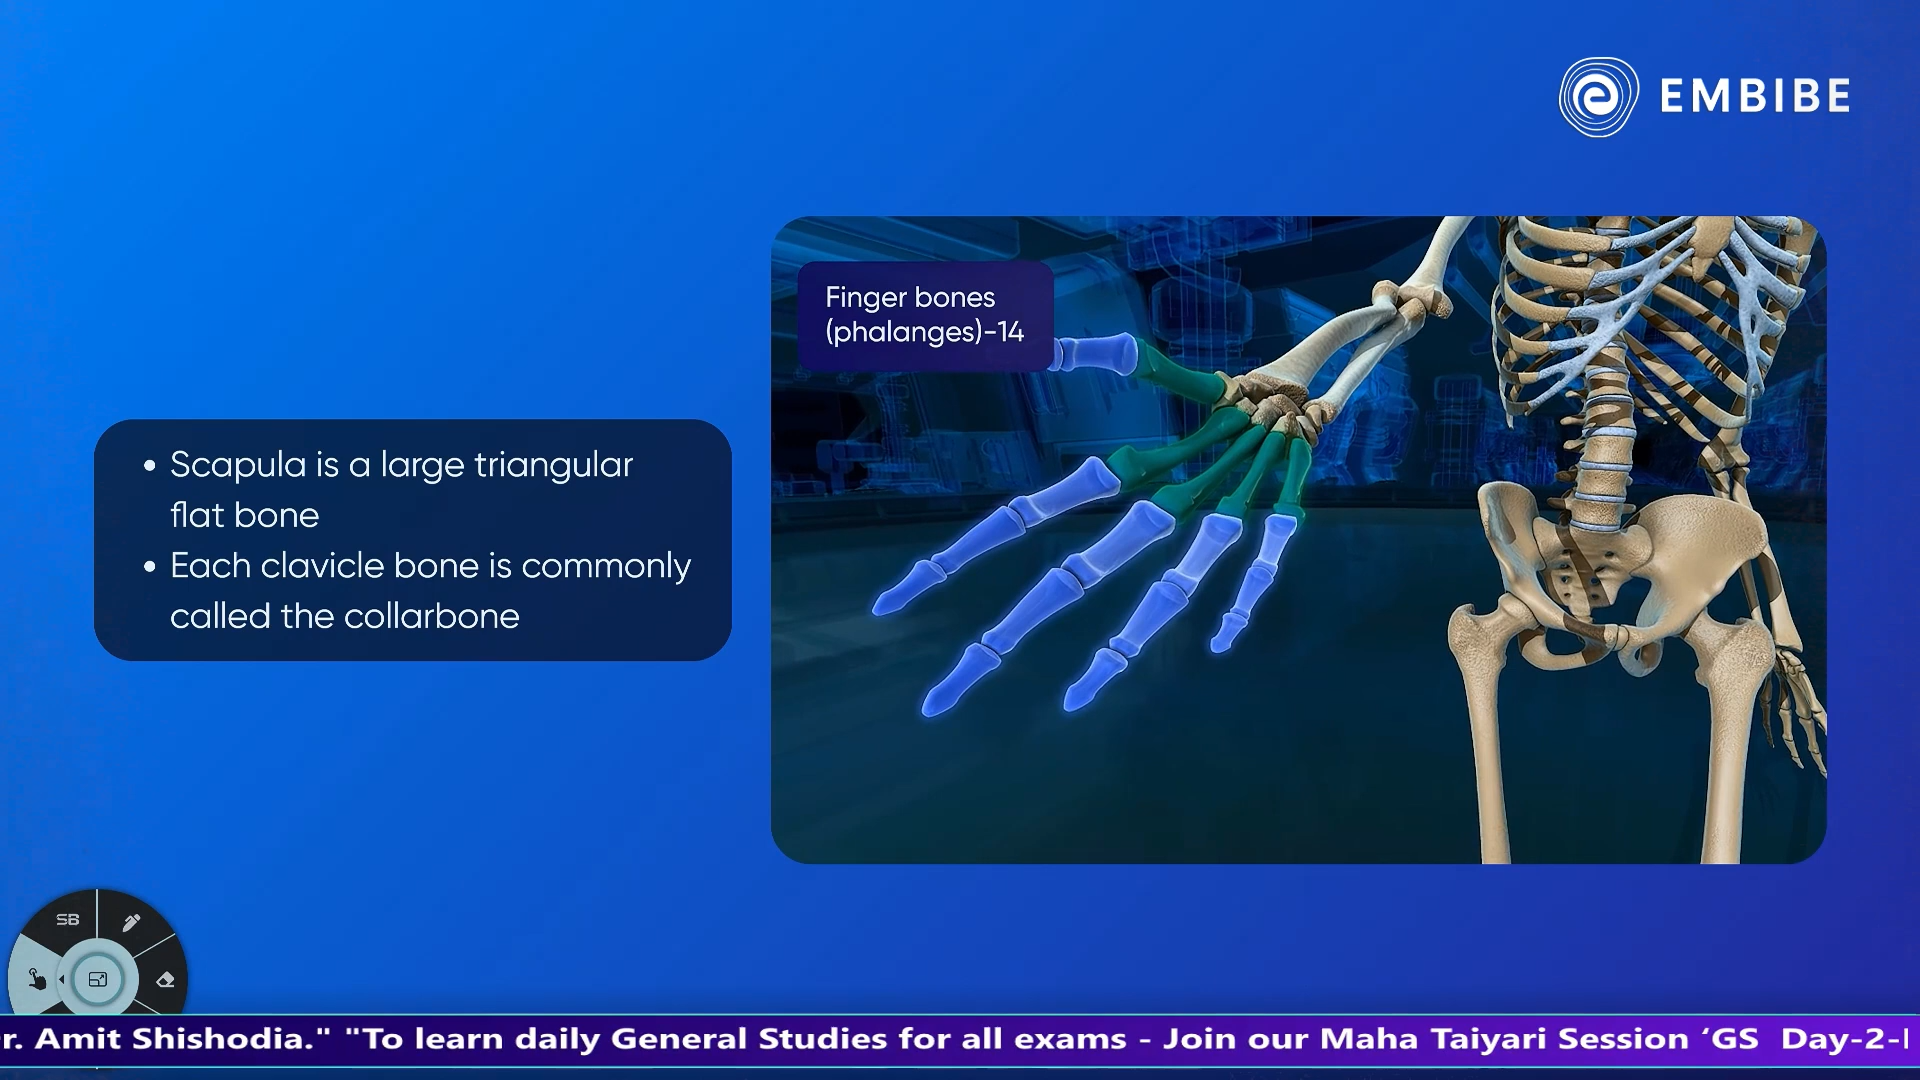 EMBIBE
Finger bones
(phalanges)-14
• Scapula is a large triangular
flat bone
• Each clavicle bone is commonly
called the collarbone
SB
r. Amit Shishodia." "To learn daily General Studies for all exams - Join our Maha Taiyari Session ‘GS Day-2-